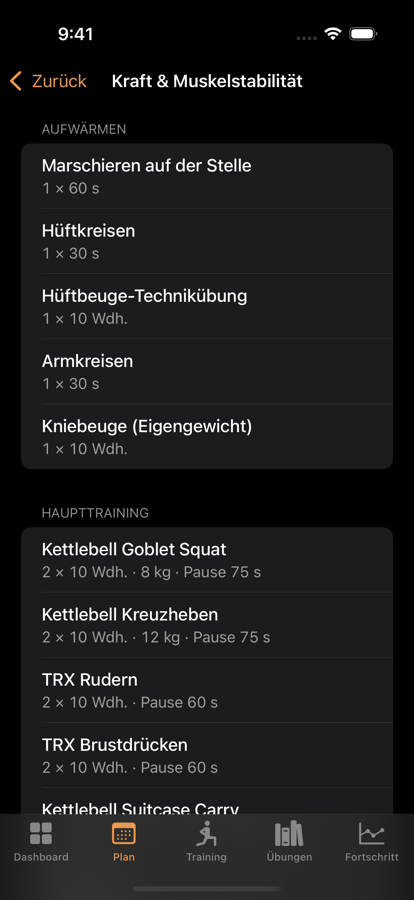 9:41
Zurück
Kraft & Muskelstabilität
AUFWÄRMEN
Marschieren auf der Stelle
1 × 60 s
Hüftkreisen
1 × 30 s
Hüftbeuge-Technikübung
1 × 10 Wdh.
Armkreisen
1 × 30 s
Kniebeuge (Eigengewicht)
1 × 10 Wdh.
HAUPTTRAINING
Kettlebell Goblet Squat
2 × 10 Wdh. · 8 kg · Pause 75 s
Kettlebell Kreuzheben
2 × 10 Wdh. · 12 kg · Pause 75 s
TRX Rudern
2 × 10 Wdh. · Pause 60 s
TRX Brustdrücken
2 × 10 Wdh. · Pause 60 s
Kettlebell Suitcase Carry
Dashboard
Plan
Training
Übungen
Fortschritt